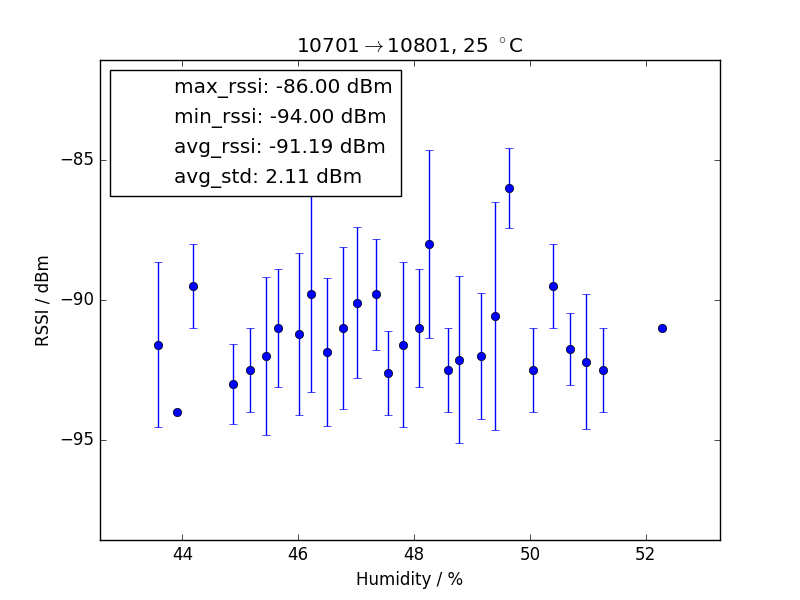 10701→10801, 25 °C
max_rssi: -86.00 dBm
min_rssi: -94.00 dBm
avg_rssi: -91.19 dBm
avg_std: 2.11 dBm
−85
−90
−95
RSSI / dBm
44 46 48 50 52
Humidity / %